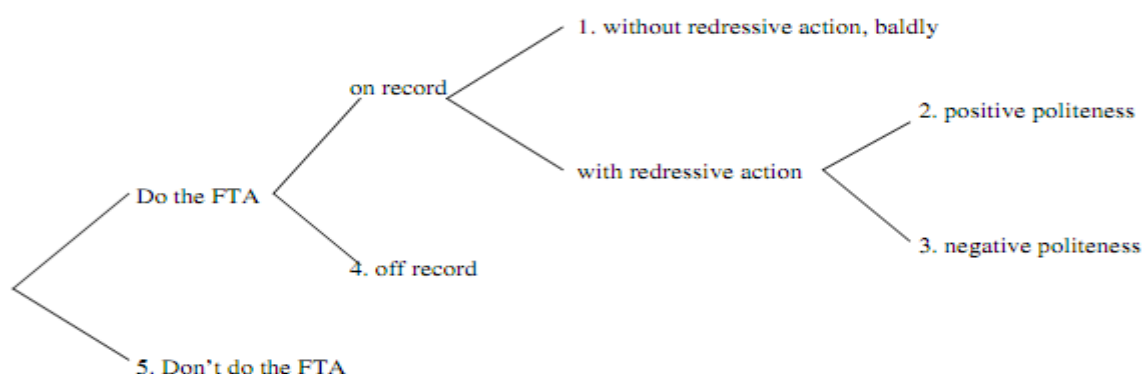 1. without redressive action, baldly
on record
2. positive politeness
with redressive action
Do the FTA
3. negative politeness
4. off record
5. Don't do the FTA